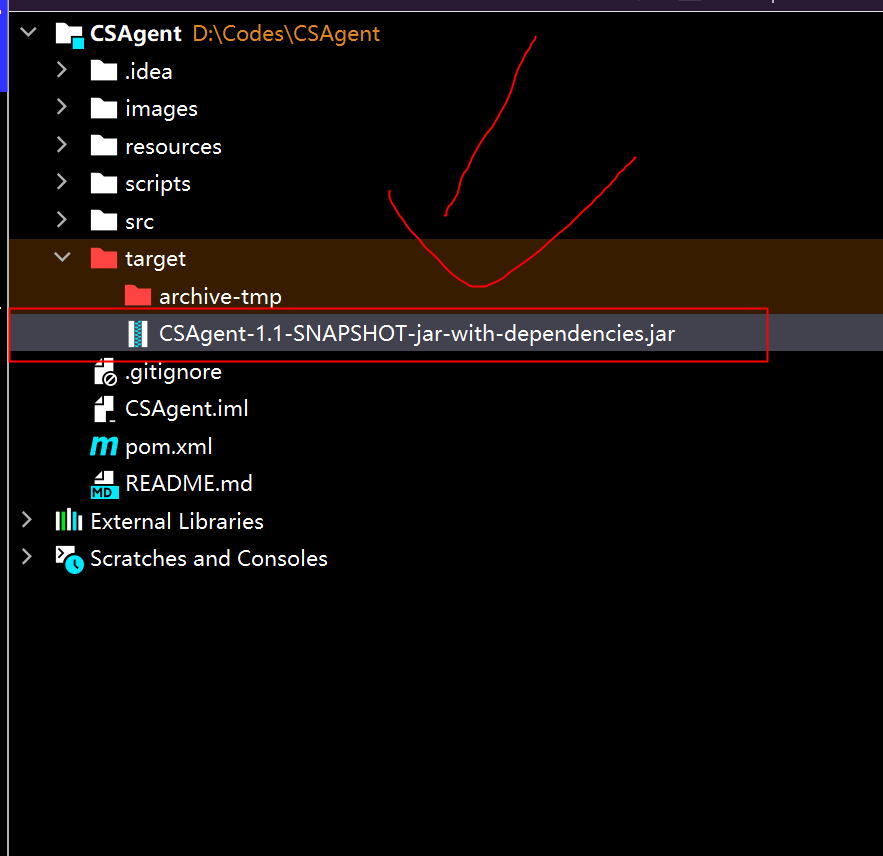 CSAgent D:\Codes\CSAgent
.idea
images
resources
scripts
src
target
archive-tmp
CSAgent-1.1-SNAPSHOT-jar-with-dependencies.jar
.gitignore
CSAgent.iml
m pom.xml
MD README.md
External Libraries
Scratches and Consoles